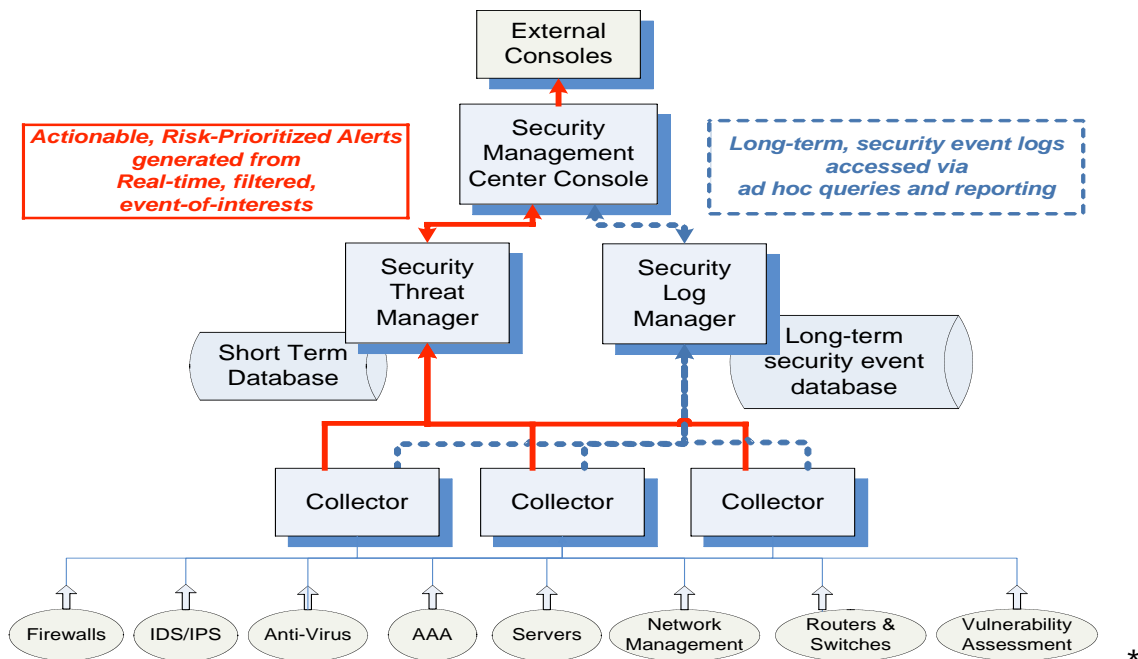 External
Consoles
Actionable, Risk-Prioritized Alerts
generated from
Real-time, filtered,
event-of-interests
Security
Management
Center Console
Long-term, security event logs
accessed via
ad hoc queries and reporting
Security
Threat
Manager
Security
Log
Manager
Short Term
Database
Long-term
security event
database
Collector
Collector
Collector
Firewalls
IDS/IPS
Anti-Virus
AAA
Servers
Network
Management
Routers &
Switches
Vulnerability
Assessment
*